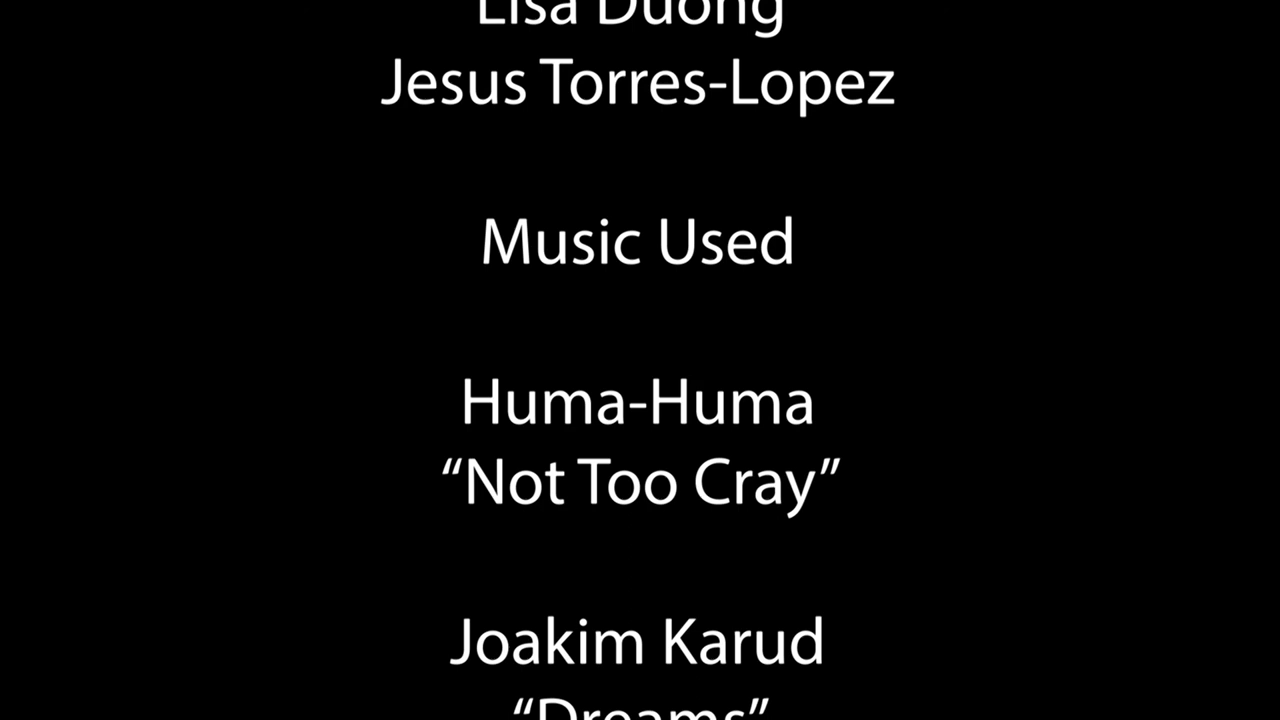 Lisa Duong
Jesus Torres-Lopez
Music Used
Huma-Huma
“Not Too Cray”
Joakim Karud
“Dreams”